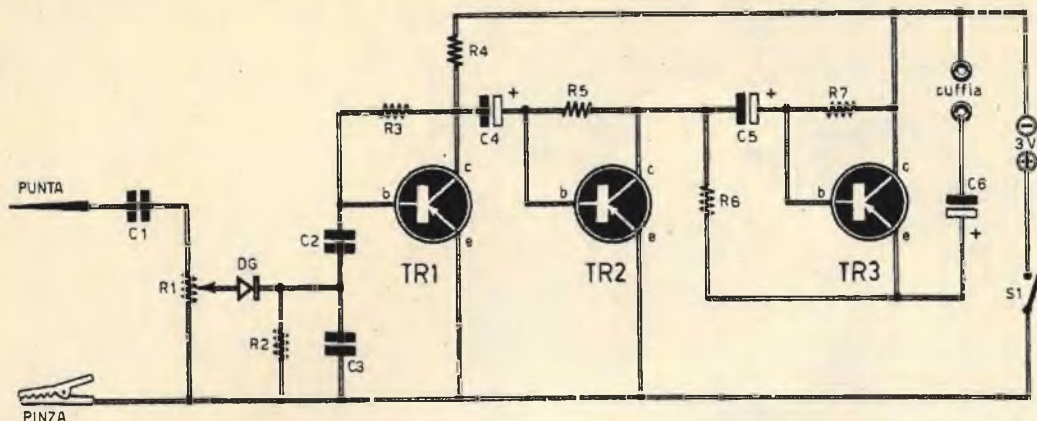 R4
cuffia
R3
C4
+
R5
C5
+
R7
3V
PUNTA
C1
C2
b
c
e
TR1
b
c
e
TR2
R6
b
c
e
TR3
C6
+
R1
DG
R2
C3
S1
PINZA